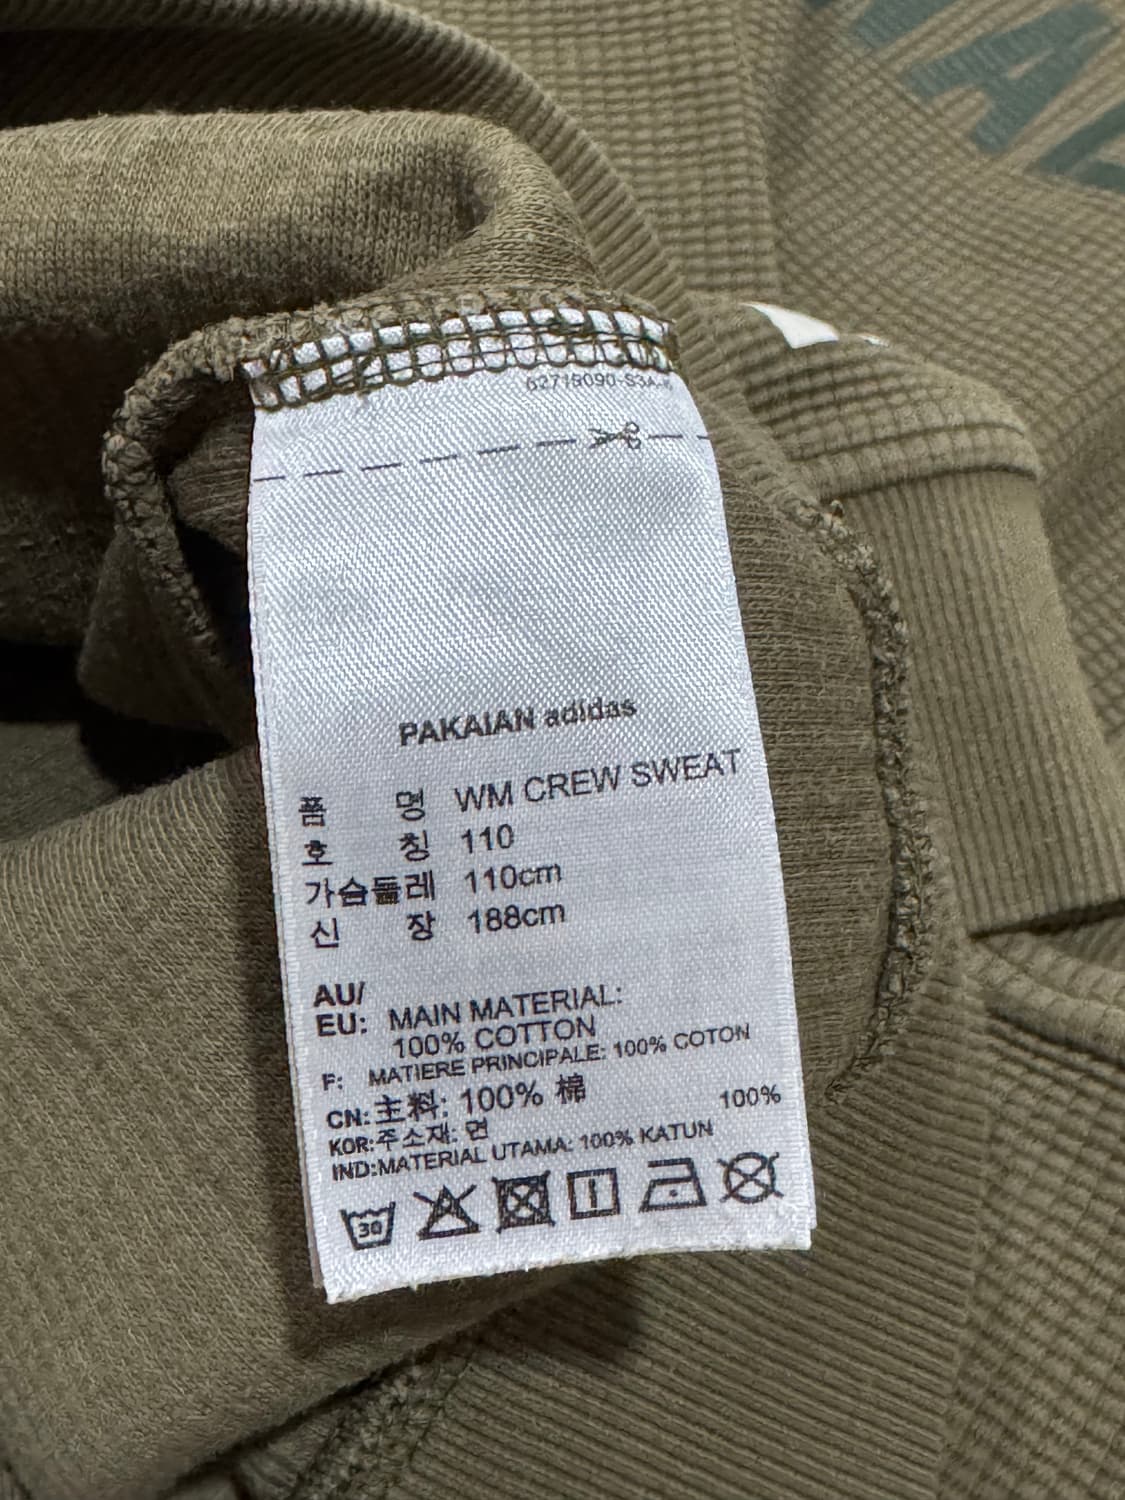 62719090-S3A
PAKAIAN adidas
품 명 WM CREW SWEAT
호 칭 110
가슴둘레 110cm
신 장 188cm
AU/
EU: MAIN MATERIAL:
100% COTTON
F: MATIERE PRINCIPALE: 100% COTON
CN:主料: 100% 棉
KOR:주소재: 면 100%
IND:MATERIAL UTAMA: 100% KATUN
30